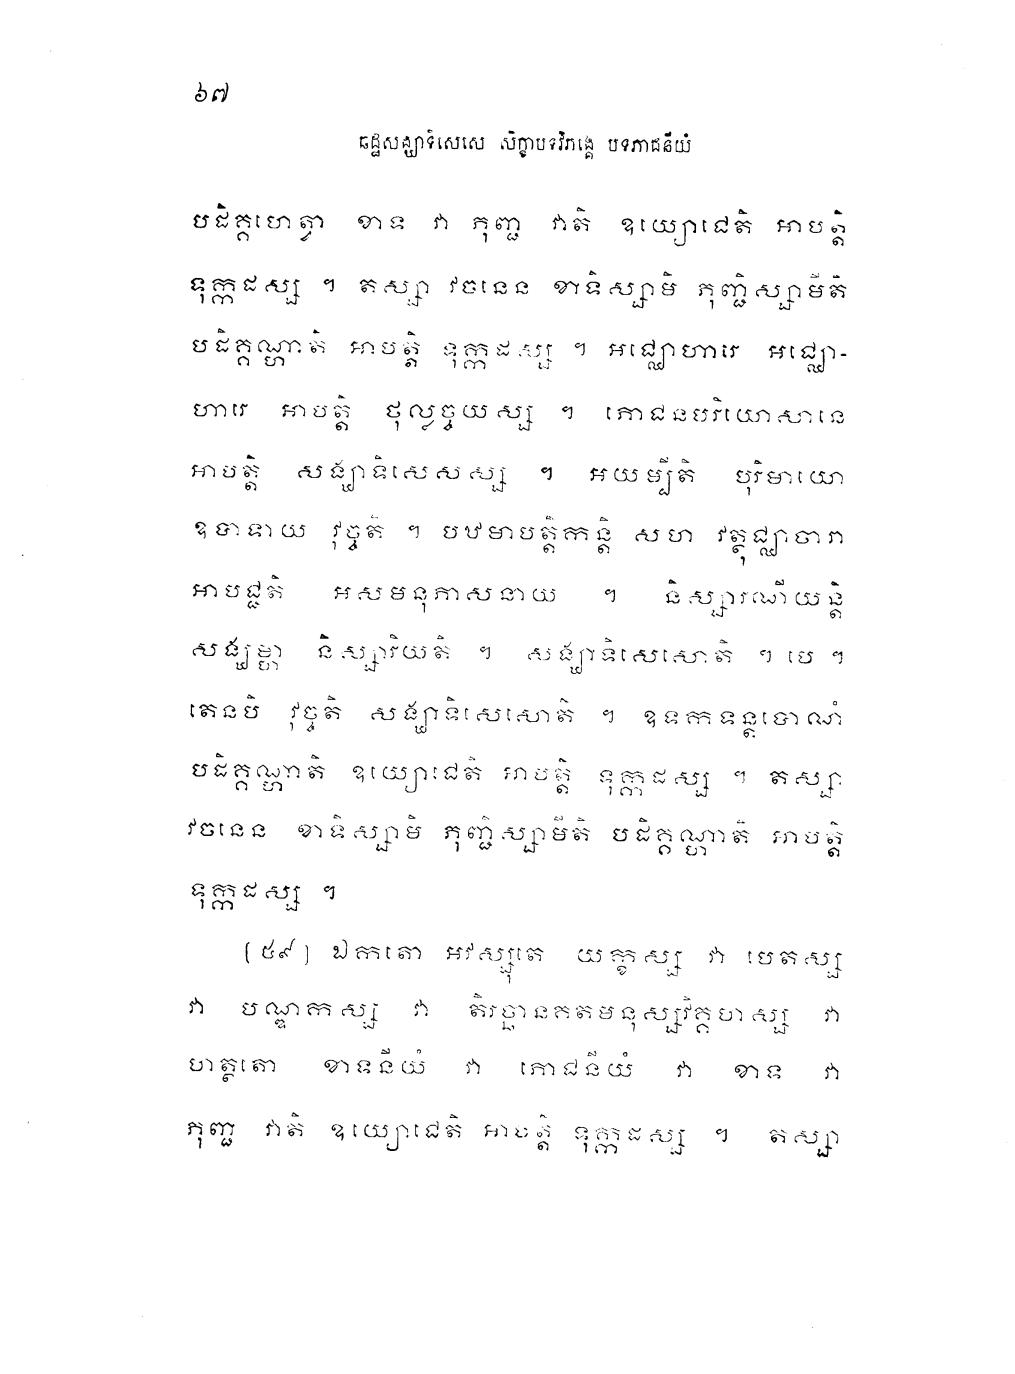 ៦៧
ឆដ្ឋសង្ឃាទិសេសេ សិក្ខាបទវិភង្គេ បទភាជនីយំ
បដិគ្គហេត្វា ខាទ វា ភុញ្ជ វាតិ ឧយ្យោជេតិ អាបត្តិ
ទុក្កដស្ស ។ តស្សា វចនេន ខាទិស្សាមិ ភុញ្ជិស្សាមីតិ
បដិគ្គណ្ហាតិ អាបត្តិ ទុក្កដស្ស ។ អជ្ឈោហារេ អជ្ឈោ-
ហារេ អាបត្តិ ថុល្លច្ចយស្ស ។ ភោជនបរិយោសានេ
អាបត្តិ សង្ឃាទិសេសស្ស ។ អយម្បីតិ បុរិមាយោ
ឧបាទាយ វុច្ចតិ ។ បឋមាបត្តិកន្តិ សហ វត្ថុជ្ឈាចារា
អាបជ្ជតិ អសមនុភាសនាយ ។ និស្សារណីយន្តិ
សង្ឃម្ហា និស្សារិយតិ ។ សង្ឃាទិសេសោតិ ។ បេ ។
តេនបិ វុច្ចតិ សង្ឃាទិសេសោតិ ។ ឧទកទន្តបោណំ
បដិគ្គណ្ហាតិ ឧយ្យោជេតិ អាបត្តិ ទុក្កដស្ស ។ តស្សា
វចនេន ខាទិស្សាមិ ភុញ្ជិស្សាមីតិ បដិគ្គណ្ហាតិ អាបត្តិ
ទុក្កដស្ស ។
[៥៩] ឯកតោ អវស្សុតេ យក្ខស្ស វា បេតស្ស
វា បណ្ឌកស្ស វា តិរច្ឆានគតមនុស្សវិគ្គហស្ស វា
ហត្ថតោ ខាទនីយំ វា ភោជនីយំ វា ខាទ វា
ភុញ្ជ វាតិ ឧយ្យោជេតិ អាបត្តិ ទុក្កដស្ស ។ តស្សា